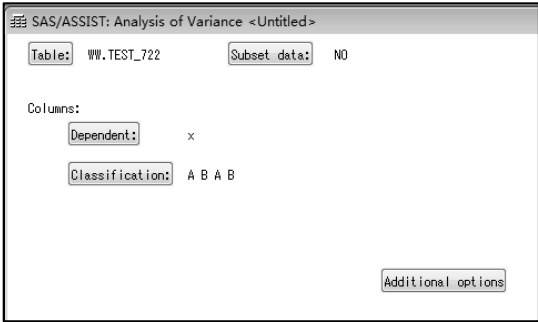 SAS/ASSIST: Analysis of Variance <Untitled>
Table: WW.TEST_722 Subset data: NO
Columns:
Dependent: x
Classification: A B A B
Additional options